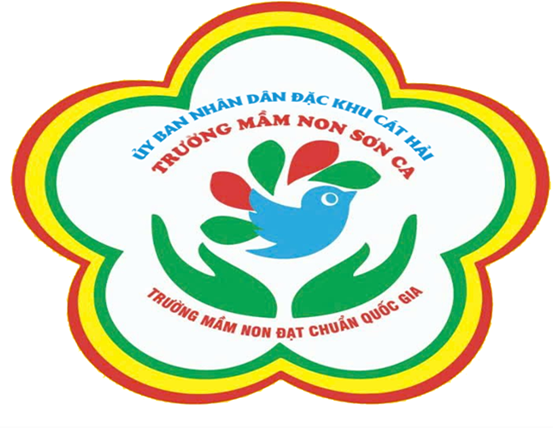 ỦY BAN NHÂN DÂN ĐẶC KHU CÁT HẢI
TRƯỜNG MẦM NON SƠN CA
TRƯỜNG MẦM NON ĐẠT CHUẨN QUỐC GIA